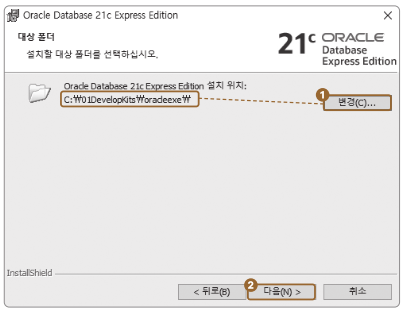 Oracle Database 21c Express Edition
대상 폴더
설치할 대상 폴더를 선택하십시오.
21c ORACLE
Database
Express Edition
Oracle Database 21c Express Edition 설치 위치:
C:₩01DevelopKits₩oracleexe₩
1
변경(C)...
InstallShield
< 뒤로(B)
2
다음(N) >
취소